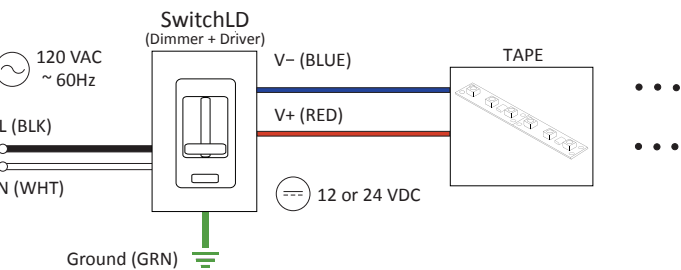 SwitchLD
(Dimmer + Driver)
120 VAC
~ 60Hz
V− (BLUE)
TAPE
V+ (RED)
L (BLK)
N (WHT)
12 or 24 VDC
Ground (GRN)